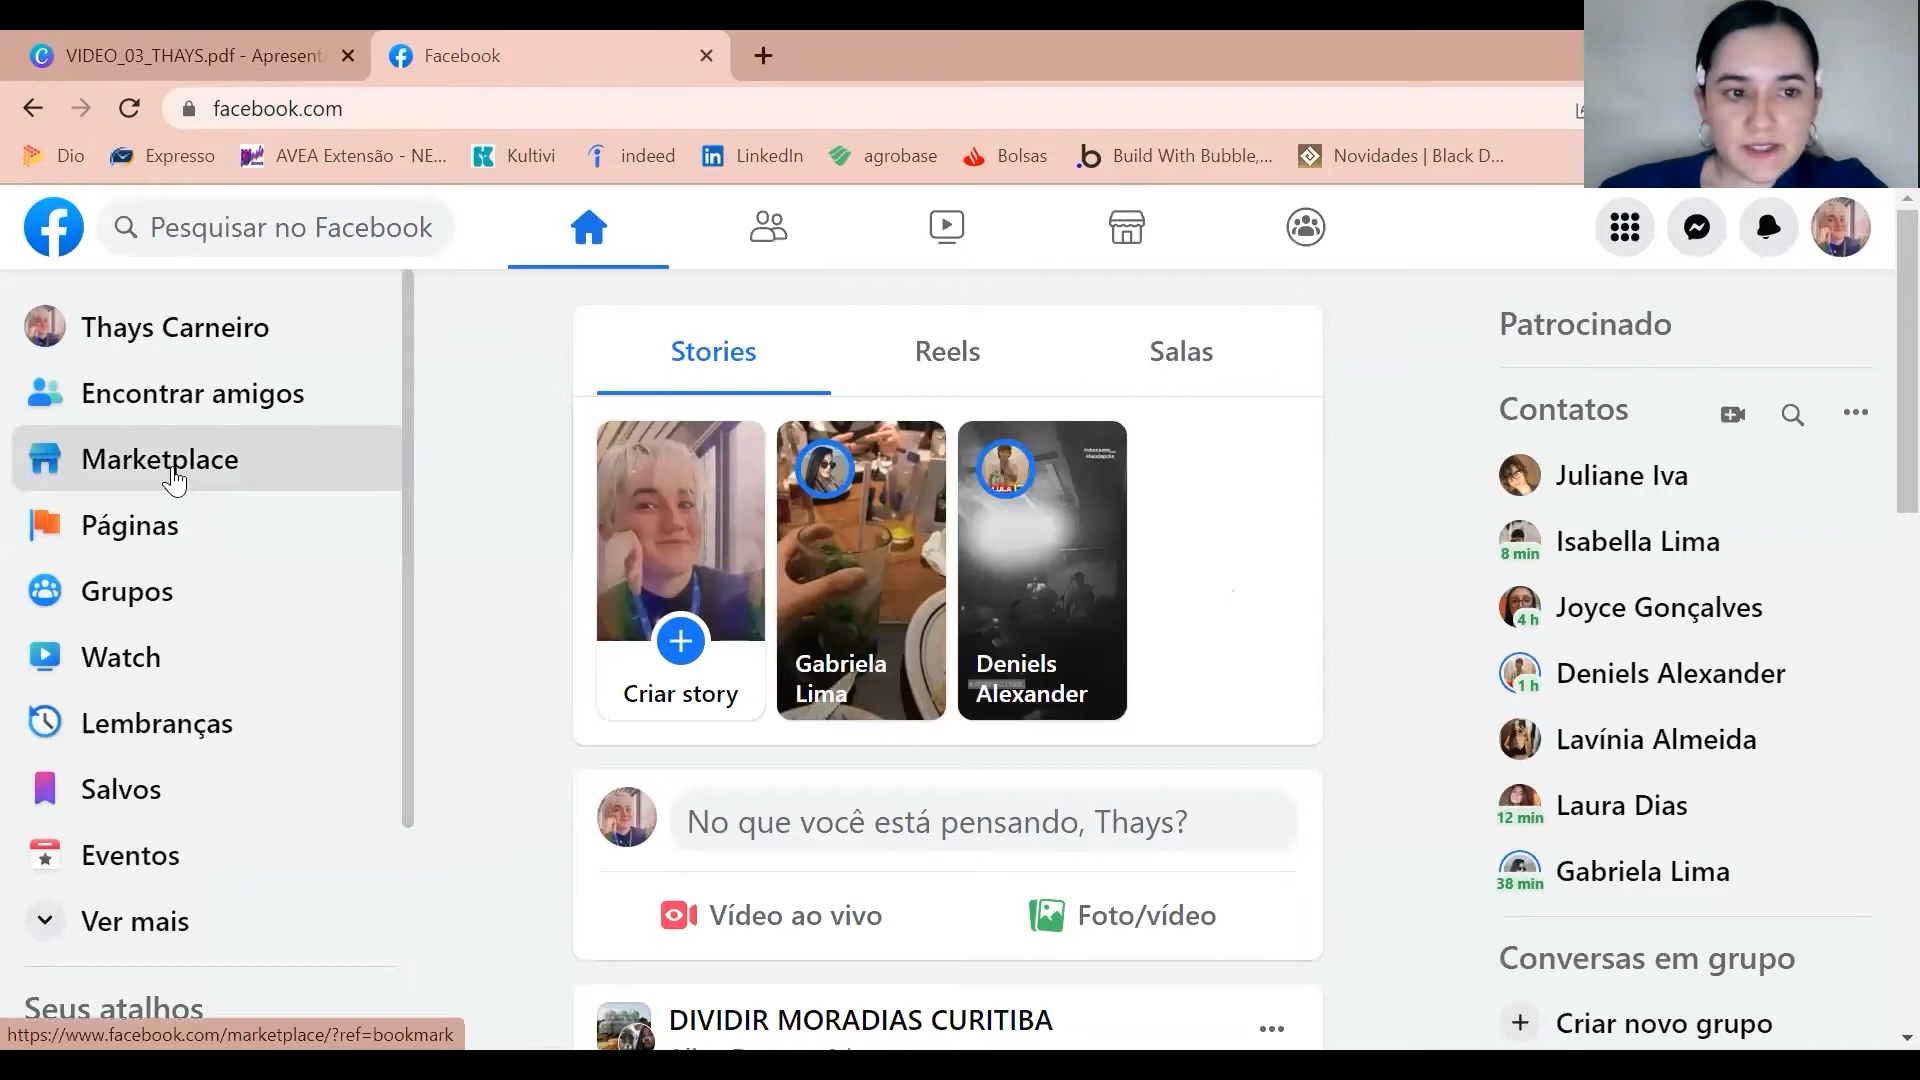 VIDEO_03_THAYS.pdf - Apresent
Facebook
facebook.com
Dio
Expresso
AVEA Extensão - NE...
Kultivi
indeed
LinkedIn
agrobase
Bolsas
Build With Bubble,...
Novidades | Black D...
Pesquisar no Facebook
Thays Carneiro
Encontrar amigos
Marketplace
Páginas
Grupos
Watch
Lembranças
Salvos
Eventos
Ver mais
Seus atalhos
https://www.facebook.com/marketplace/?ref=bookmark
Stories
Reels
Salas
Criar story
Gabriela
Lima
Deniels
Alexander
No que você está pensando, Thays?
Vídeo ao vivo
Foto/vídeo
DIVIDIR MORADIAS CURITIBA
Patrocinado
Contatos
Juliane Iva
Isabella Lima
8 min
Joyce Gonçalves
4 h
Deniels Alexander
1 h
Lavínia Almeida
Laura Dias
12 min
Gabriela Lima
38 min
Conversas em grupo
Criar novo grupo